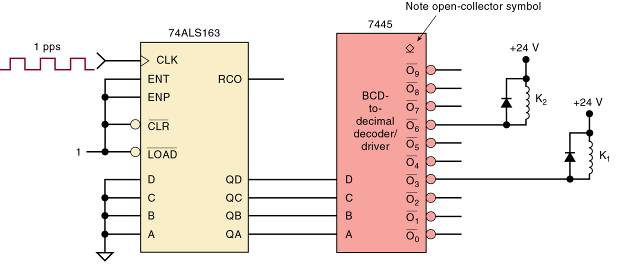 Note open-collector symbol
74ALS163
7445
1 pps
CLK
ENT
ENP
CLR
LOAD
D
C
B
A
1
RCO
QD
QC
QB
QA
BCD-
to-
decimal
decoder/
driver
D
C
B
A
O9
O8
O7
O6
O5
O4
O3
O2
O1
O0
+24 V
K2
+24 V
K1